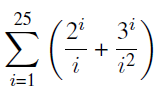 25
∑ ( 2^i / i + 3^i / i^2 )
i=1